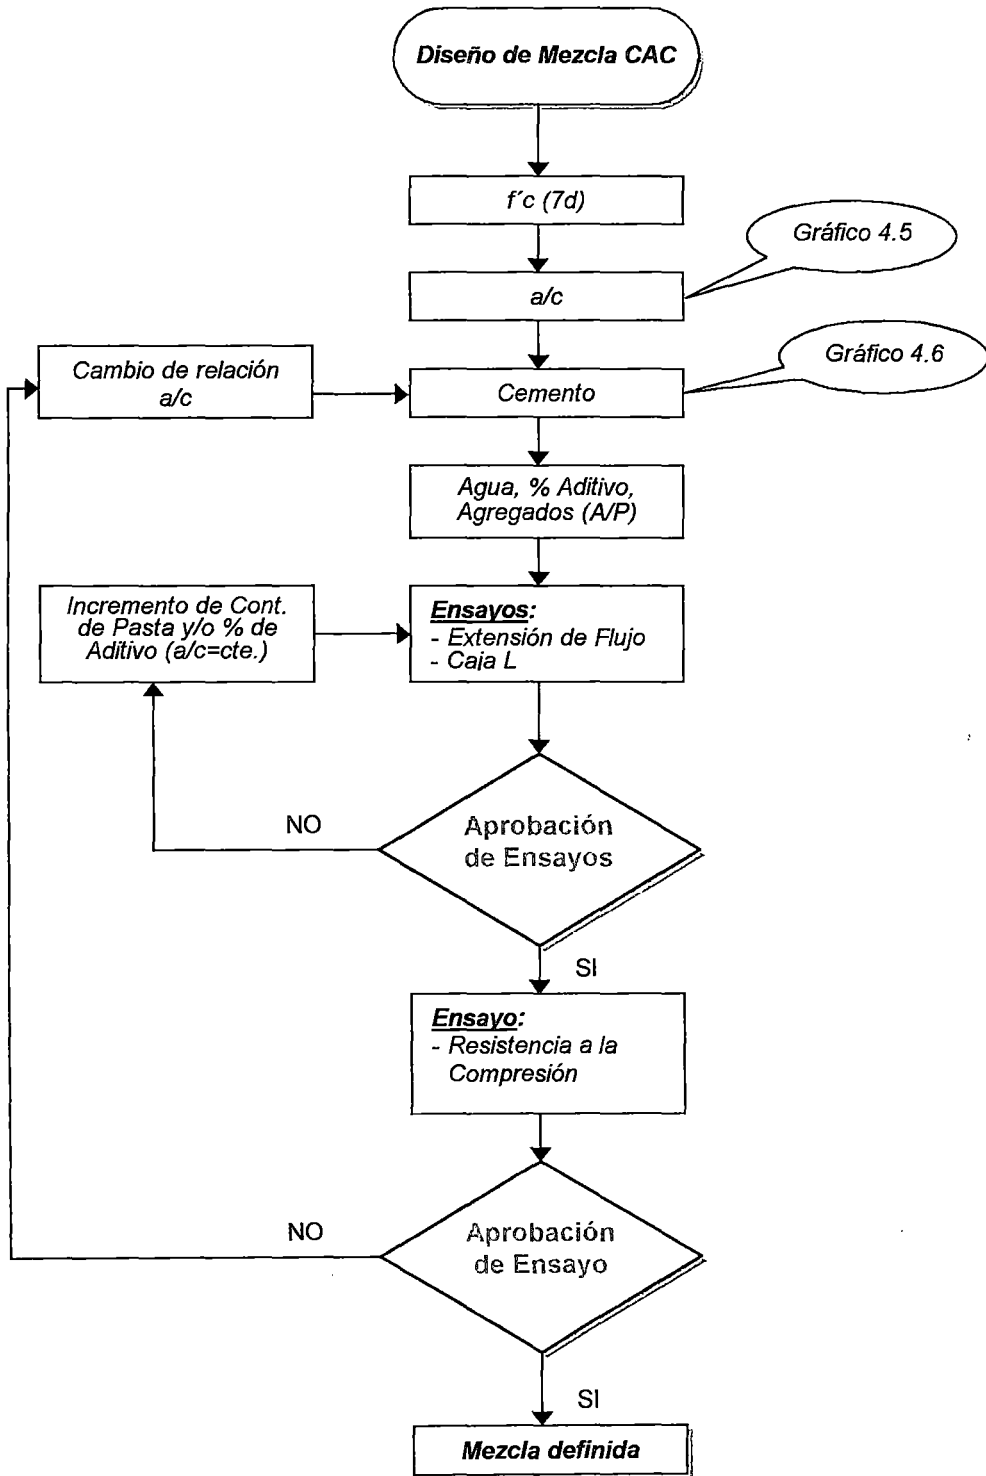 Diseño de Mezcla CAC
f´c (7d)
Gráfico 4.5
a/c
Gráfico 4.6
Cambio de relación
a/c
Cemento
Agua, % Aditivo,
Agregados (A/P)
Incremento de Cont.
de Pasta y/o % de
Aditivo (a/c=cte.)
Ensayos:
- Extensión de Flujo
- Caja L
NO
Aprobación
de Ensayos
SI
Ensayo:
- Resistencia a la
Compresión
NO
Aprobación
de Ensayo
SI
Mezcla definida